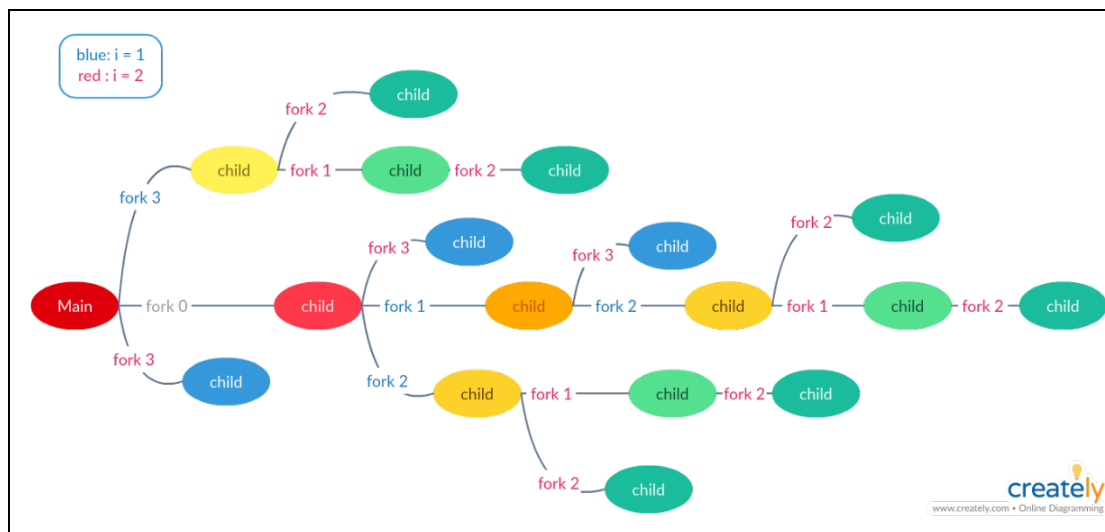 blue: i = 1
red : i = 2
child
fork 2
child
fork 1
child
fork 2
child
fork 3
child
fork 2
child
fork 3
child
fork 3
child
Main
fork 0
child
fork 1
child
fork 2
child
fork 1
child
fork 2
child
fork 3
child
fork 2
child
fork 1
child
fork 2
child
fork 2
child
creately
www.creately.com • Online Diagramming